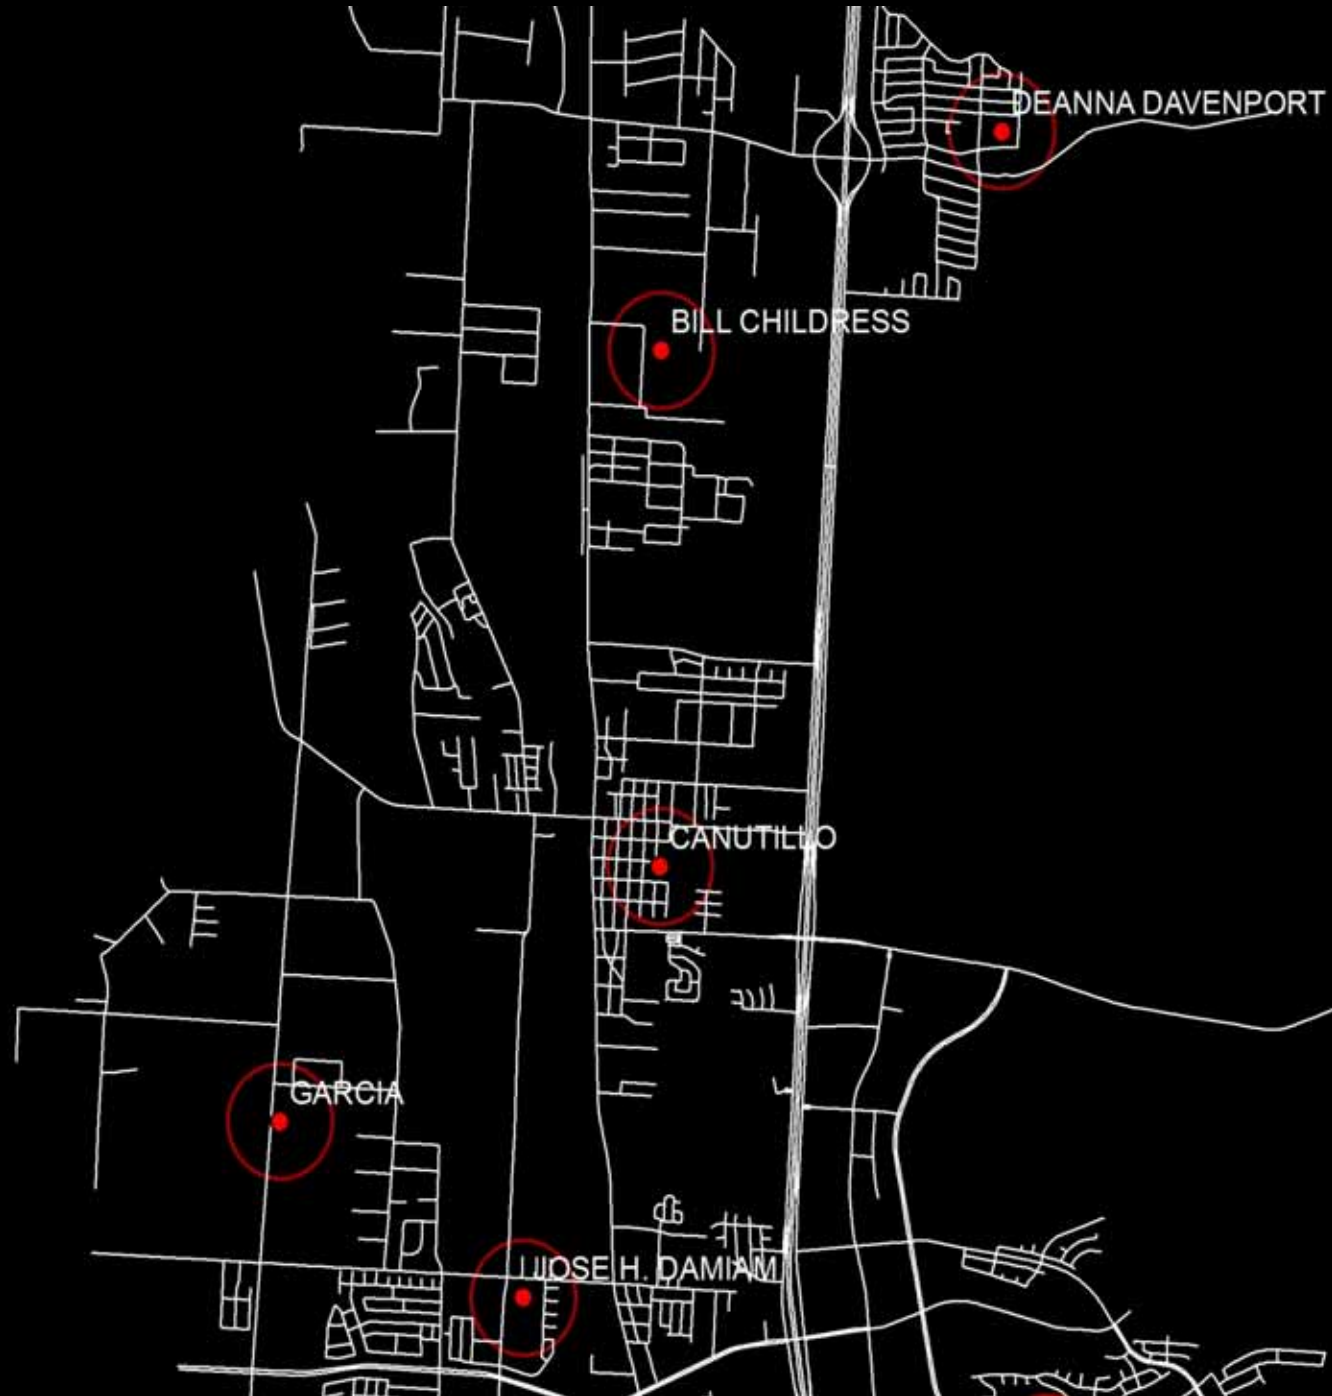 DEANNA DAVENPORT
BILL CHILDRESS
CANUTILLO
GARCIA
JOSE H. DAMIAM